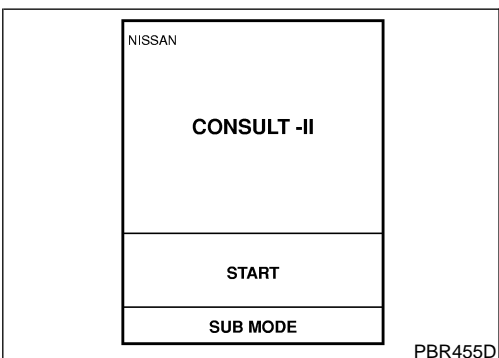 NISSAN
CONSULT -II
START
SUB MODE
PBR455D